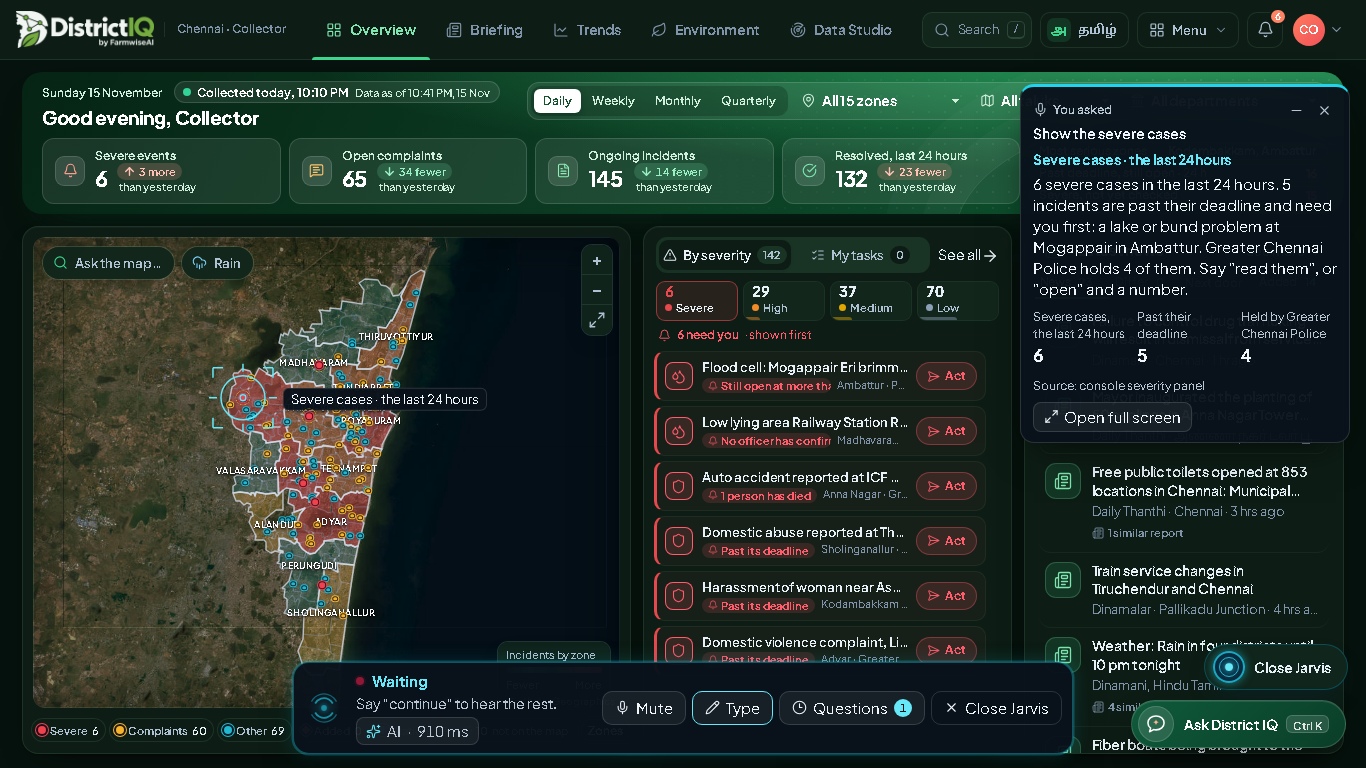 DistrictIQ
by FarmwiseAI
Chennai · Collector
Overview
Briefing
Trends
Environment
Data Studio
Search /
அ தமிழ்
Menu
6
CO
Sunday 15 November
Collected today, 10:10 PM Data as of 10:41 PM, 15 Nov
Good evening, Collector
Daily Weekly Monthly Quarterly
All 15 zones
Severe events
6 ↑ 3 more
than yesterday
Open complaints
65 ↓ 34 fewer
than yesterday
Ongoing incidents
145 ↓ 14 fewer
than yesterday
Resolved, last 24 hours
132 ↓ 23 fewer
than yesterday
You asked
Show the severe cases
Severe cases · the last 24 hours
6 severe cases in the last 24 hours. 5
incidents are past their deadline and need
you first: a lake or bund problem at
Mogappair in Ambattur. Greater Chennai
Police holds 4 of them. Say "read them", or
"open" and a number.
Severe cases,
the last 24 hours
6
Past their
deadline
5
Held by Greater
Chennai Police
4
Source: console severity panel
Open full screen
Ask the map...
Rain
+
−
THIRUVOTTIYUR
MADHAVARAM
Severe cases · the last 24 hours
ROYAPURAM
VALASARAVAKKAM
TEYNAMPET
ALANDUR
ADYAR
PERUNGUDI
SHOLINGANALLUR
Incidents by zone
Severe 6
Complaints 60
Other 69
By severity 142
My tasks 0
See all →
6
Severe
29
High
37
Medium
70
Low
6 need you · shown first
Flood cell: Mogappair Eri brimm...
Still open at more th Ambattur · P...
Act
Low lying area Railway Station R...
No officer has confir Madhavara...
Act
Auto accident reported at ICF ...
1 person has died Anna Nagar · Gr...
Act
Domestic abuse reported at Th...
Past its deadline Sholinganallur · ...
Act
Harassment of woman near As...
Past its deadline Kodambakkam ...
Act
Domestic violence complaint, Li...
Past its deadline Adyar · Greater ...
Act
Free public toilets opened at 853
locations in Chennai: Municipal...
Daily Thanthi · Chennai · 3 hrs ago
1 similar report
Train service changes in
Tiruchendur and Chennai
Dinamalar · Pallikadu Junction · 4 hrs a...
Weather: Rain in four districts until
10 pm tonight
Dinamani, Hindu Tam
Close Jarvis
Ask District IQ Ctrl K
Waiting
Say "continue" to hear the rest.
AI · 910 ms
Mute
Type
Questions 1
Close Jarvis